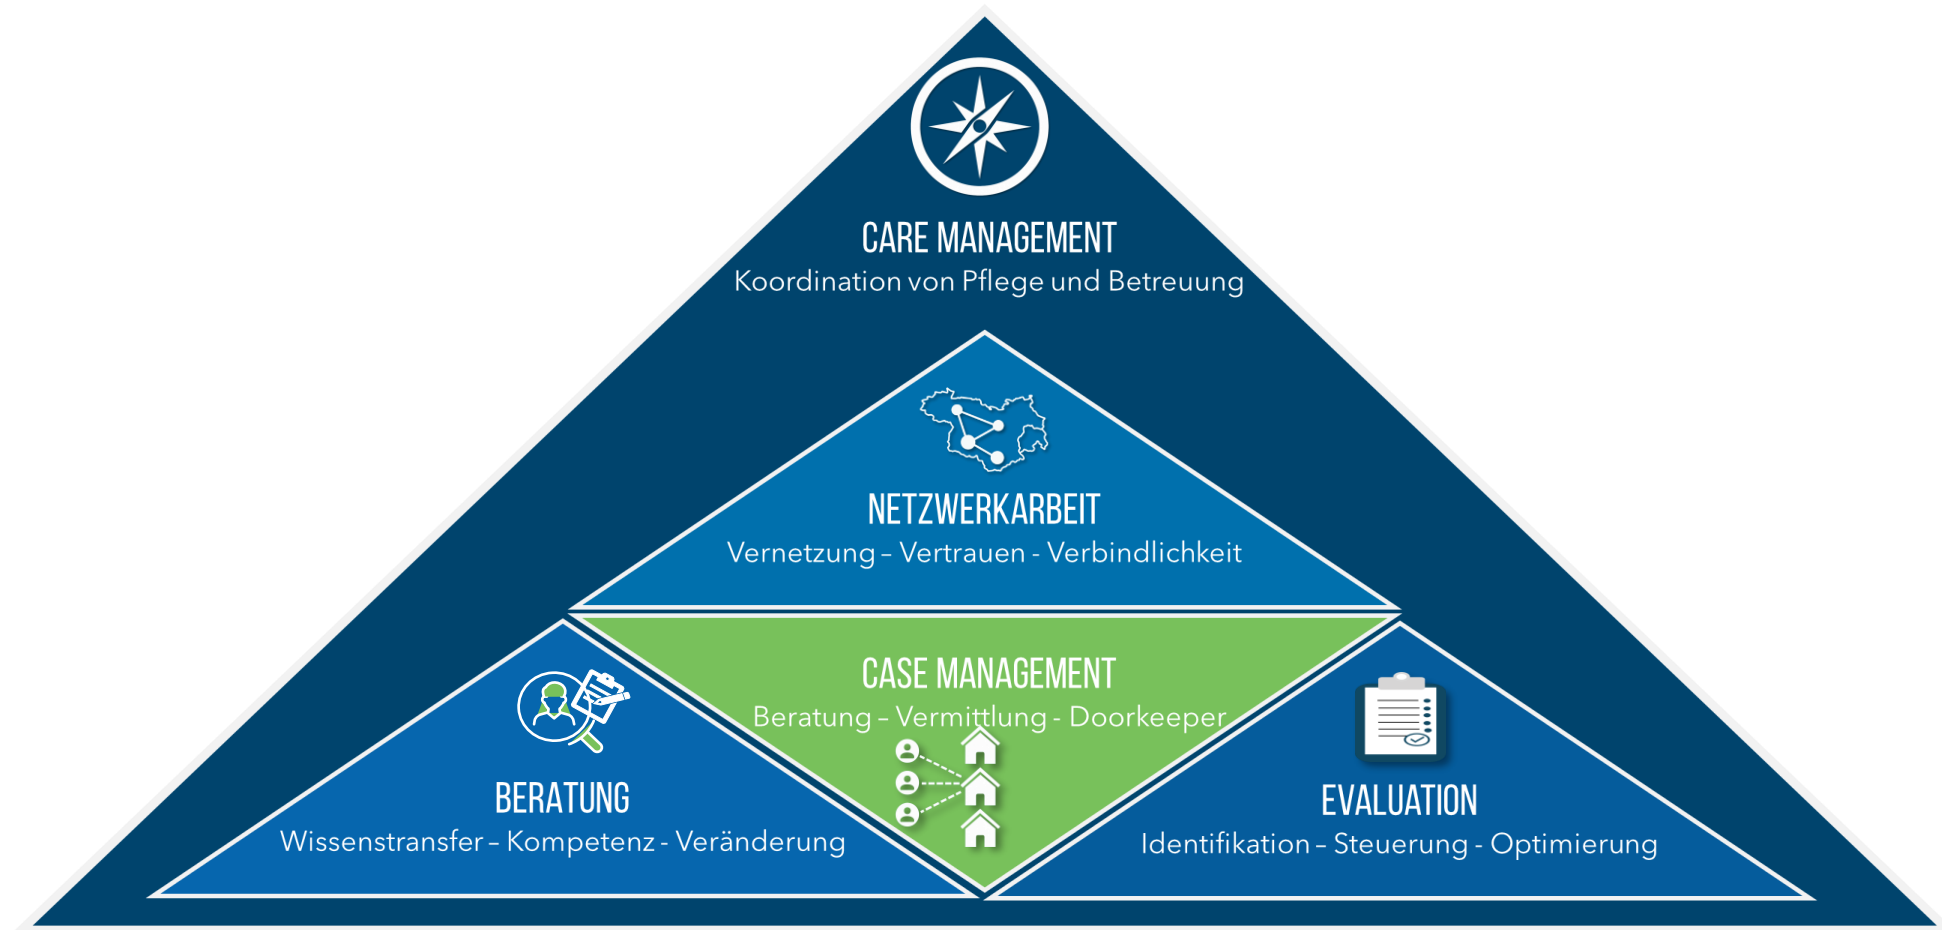 CARE MANAGEMENT
Koordination von Pflege und Betreuung
NETZWERKARBEIT
Vernetzung – Vertrauen - Verbindlichkeit
CASE MANAGEMENT
Beratung – Vermittlung - Doorkeeper
BERATUNG
Wissenstransfer – Kompetenz - Veränderung
EVALUATION
Identifikation – Steuerung - Optimierung